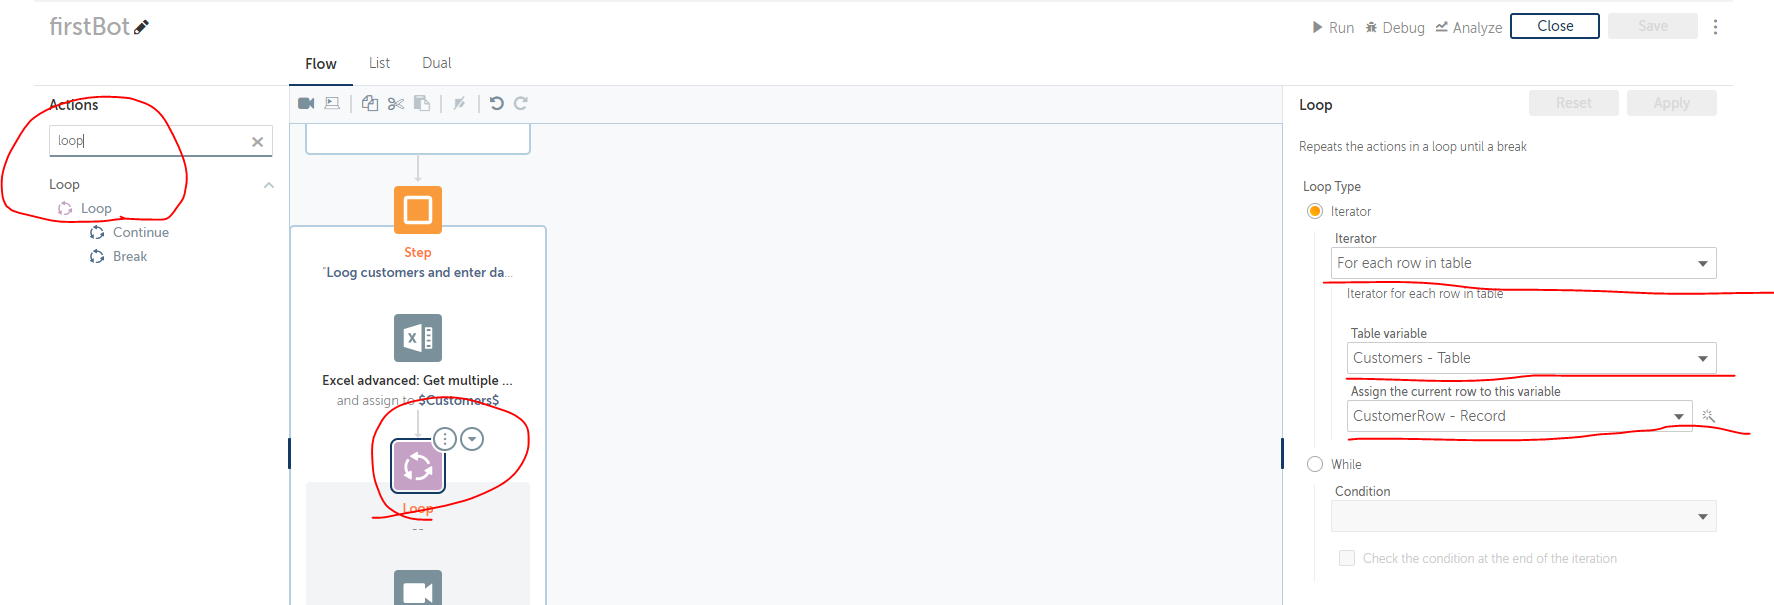 firstBot
Run Debug Analyze Close Save
Flow List Dual
Actions
loop
Loop
Loop
Continue
Break
Step
"Loog customers and enter da...
Excel advanced: Get multiple ...
and assign to $Customers$
Loop
--
Loop
Reset Apply
Repeats the actions in a loop until a break
Loop Type
Iterator
Iterator
For each row in table
Iterator for each row in table
Table variable
Customers - Table
Assign the current row to this variable
CustomerRow - Record
While
Condition
Check the condition at the end of the iteration